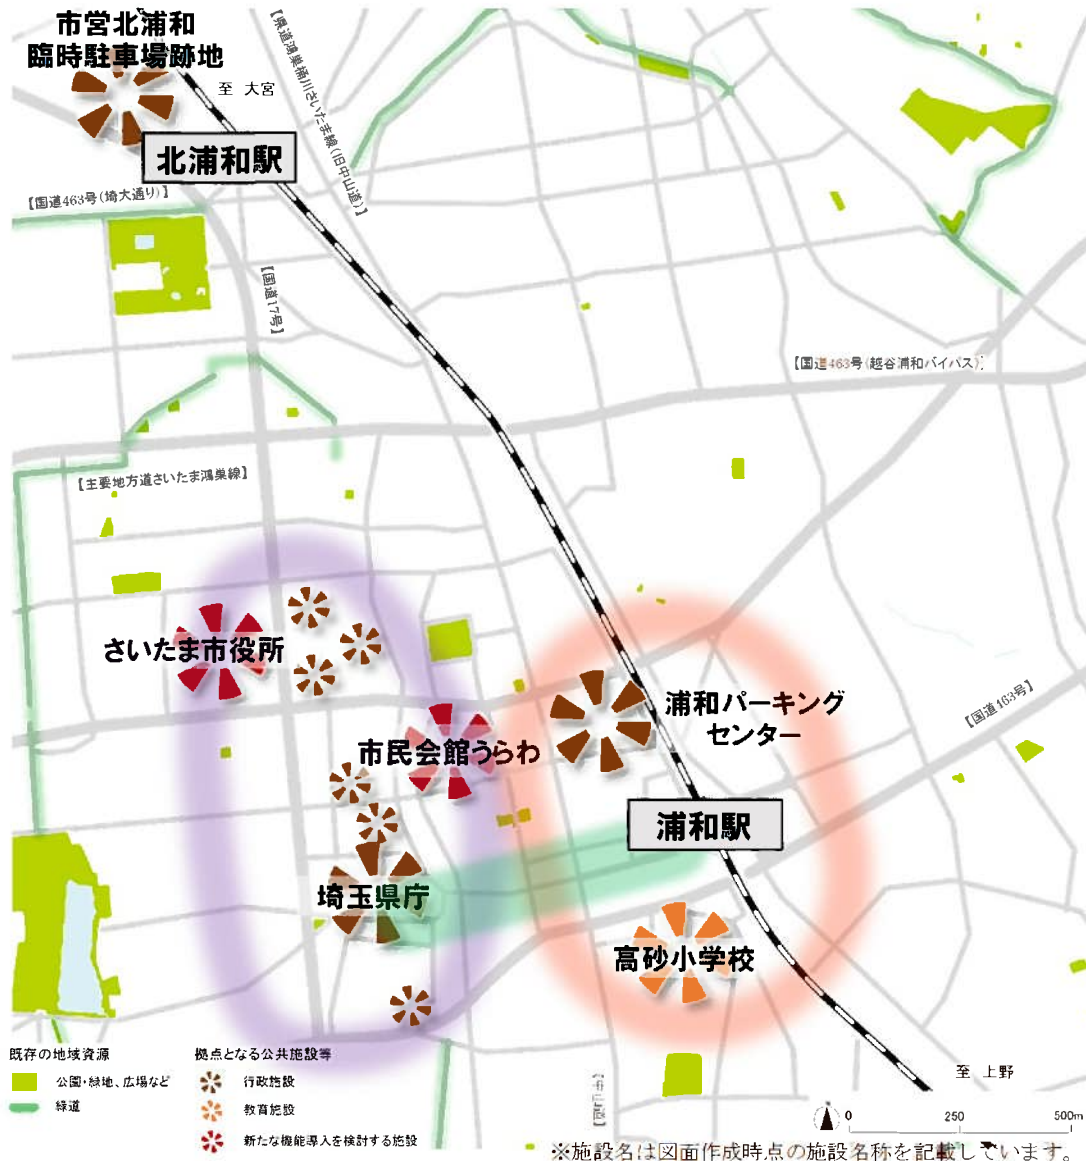 市営北浦和
臨時駐車場跡地
至 大宮
【県道鴻巣桶川さいたま線(旧中山道)】
北浦和駅
【国道463号(埼大通り)】
【国道17号】
【国道463号(越谷浦和バイパス)】
【主要地方道さいたま鴻巣線】
さいたま市役所
浦和パーキング
センター
【国道163号】
市民会館うらわ
浦和駅
埼玉県庁
高砂小学校
既存の地域資源
公園・緑地、広場など
緑道
拠点となる公共施設等
行政施設
教育施設
新たな機能導入を検討する施設
至 上野
0 250 500m
※施設名は図面作成時点の施設名称を記載しています。